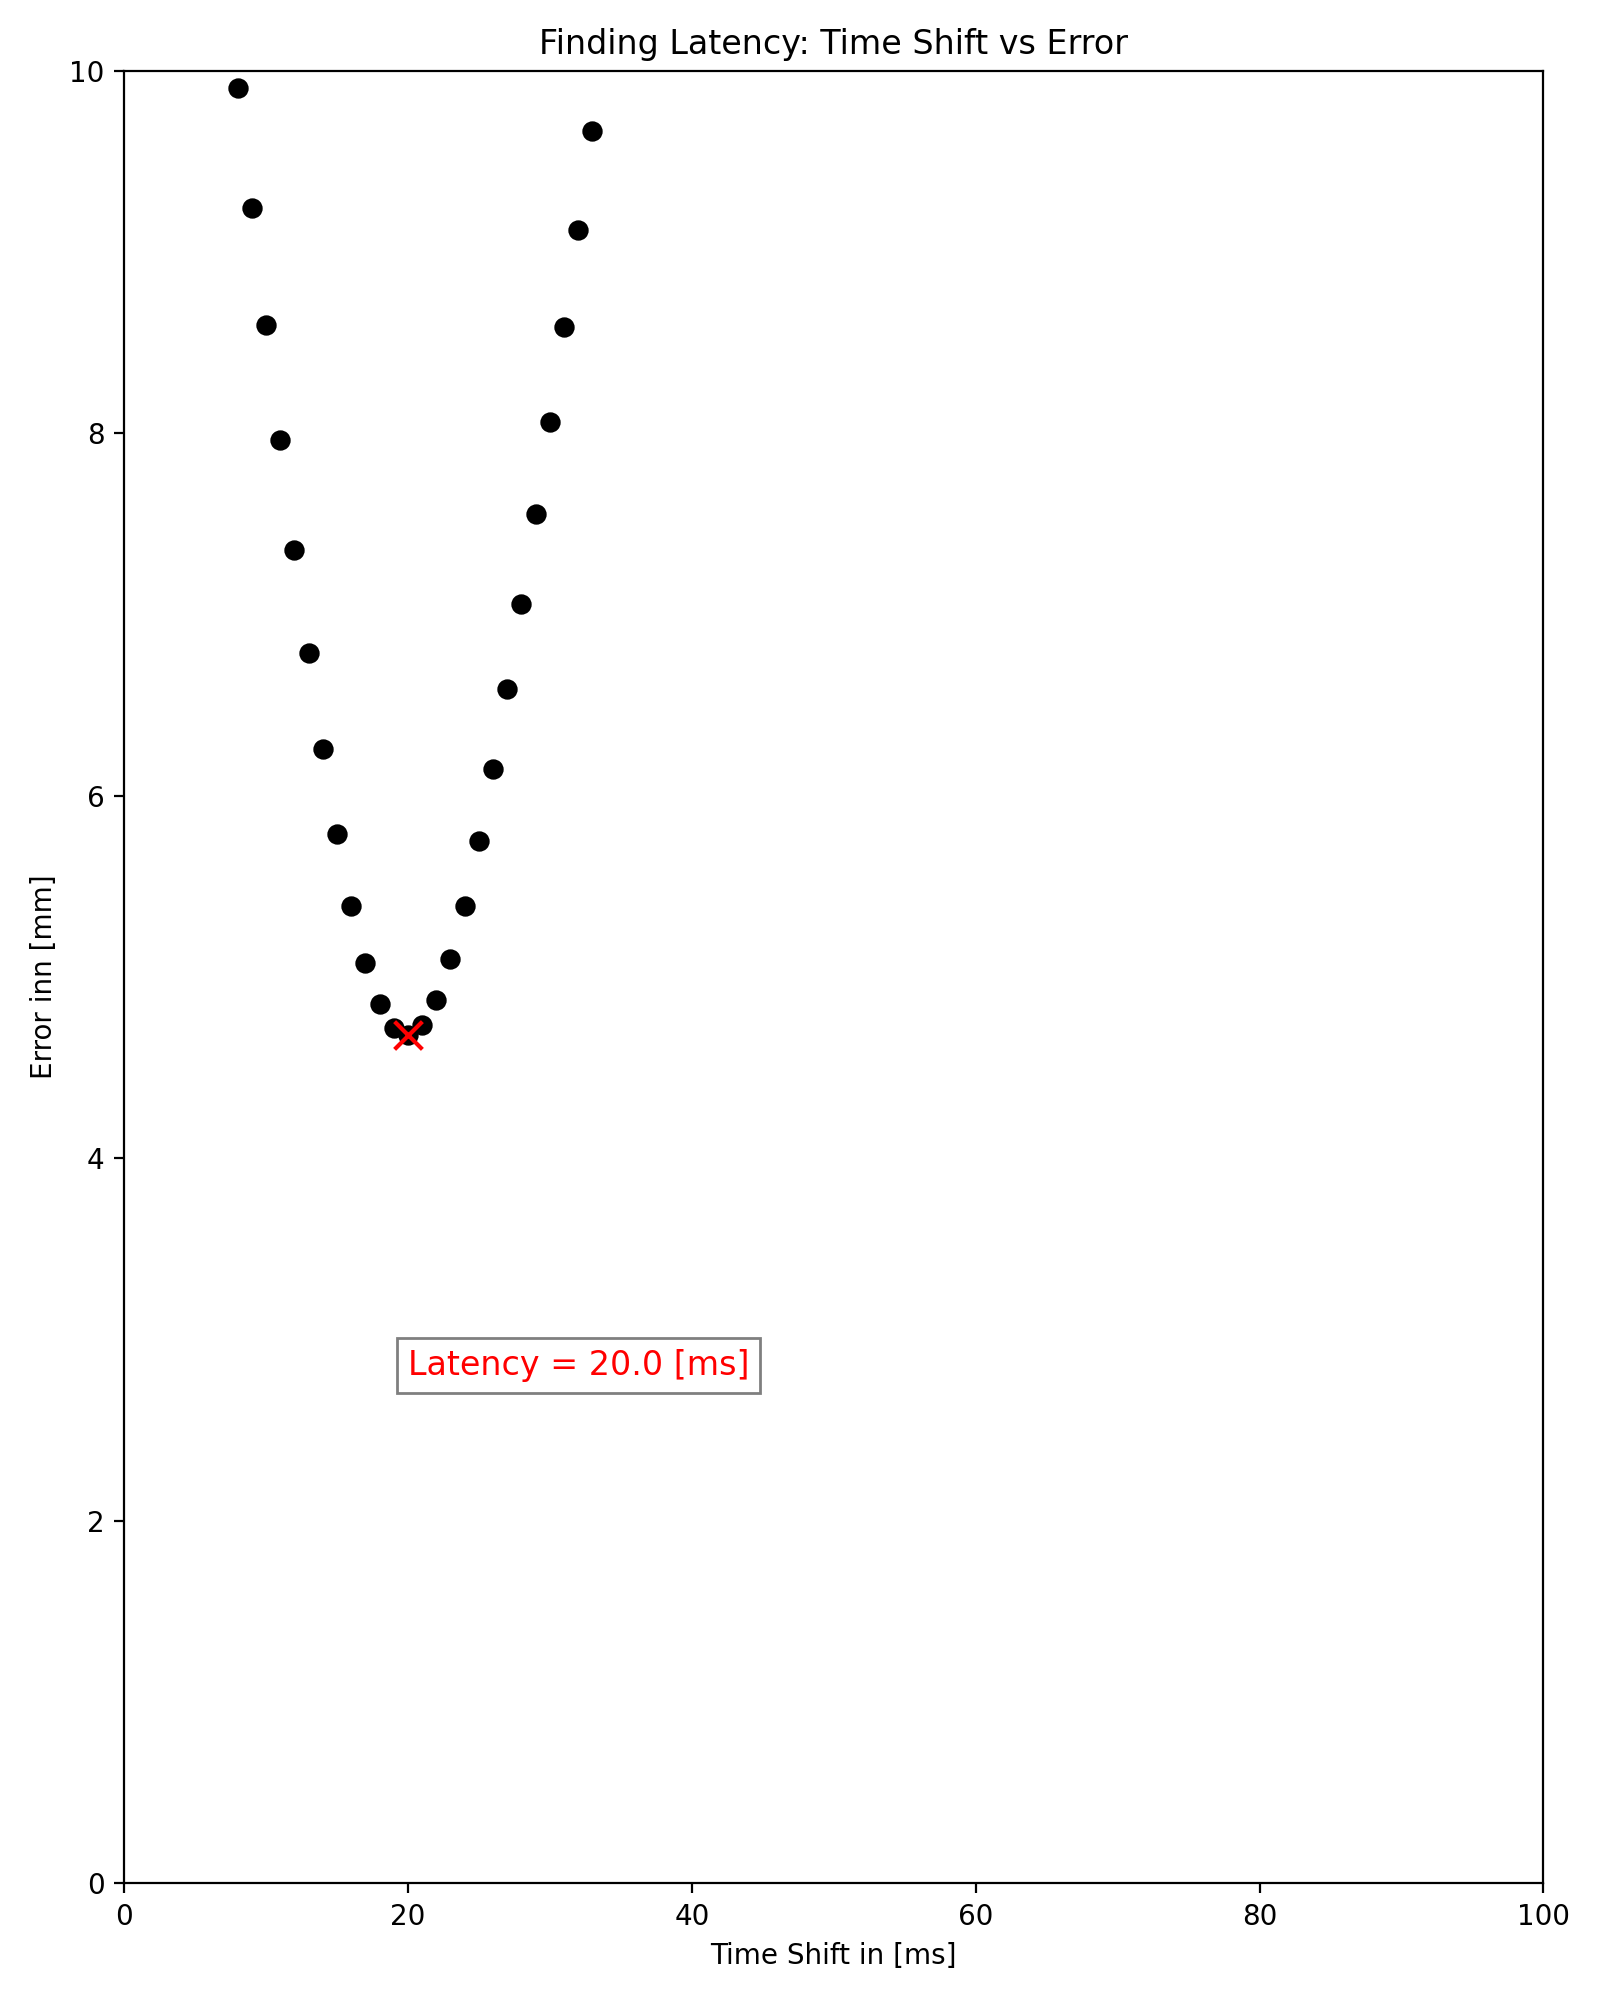 Finding Latency: Time Shift vs Error
10
8
6
4
2
0
Error inn [mm]
Latency = 20.0 [ms]
0 20 40 60 80 100
Time Shift in [ms]